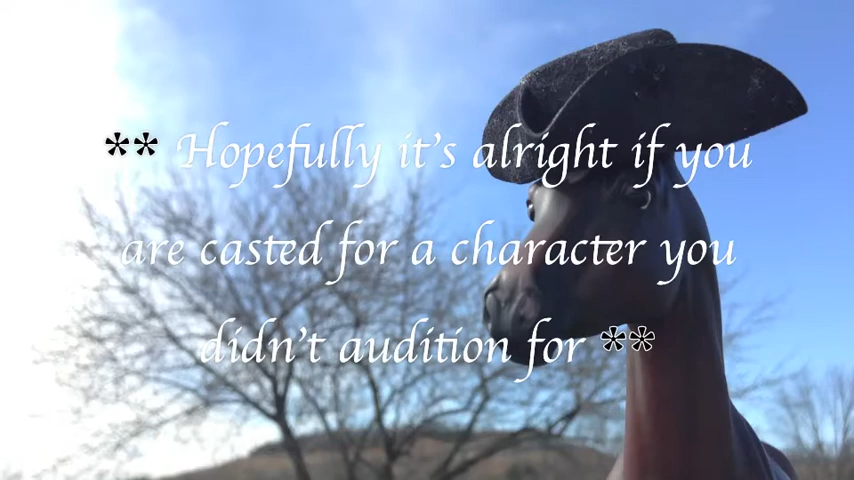 ** Hopefully it's alright if you
are casted for a character you
didn't audition for **